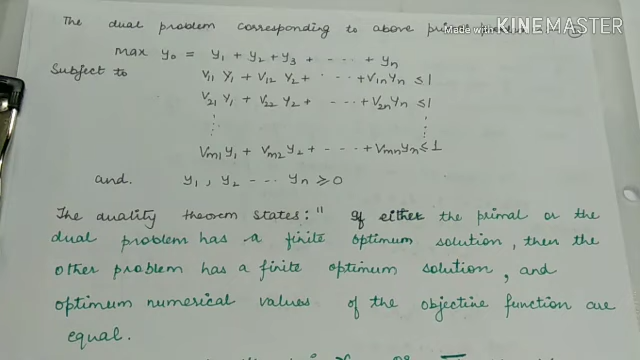 The dual problem corresponding to above
Made with KINEMASTER
max y₀ = y₁ + y₂ + y₃ + ----- + yn
Subject to
V₁₁ y₁ + V₁₂ y₂ + ----- + V₁n yn ≤ 1
V₂₁ y₁ + V₂₂ y₂ + ----- + V₂n yn ≤ 1
Vm₁ y₁ + Vm₂ y₂ + ---- + Vmn yn ≤ 1
and. y₁, y₂ --- yn ≥ 0
The duality theorem states: " If either the primal or the
dual problem has a finite optimum solution, then the
other problem has a finite optimum solution, and
optimum numerical values of the objective function are
equal.